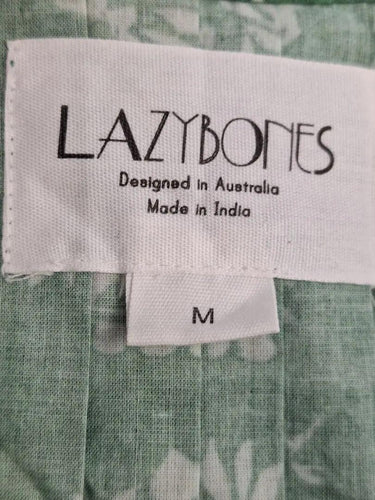 LAZYBONES
Designed in Australia
Made in India
M